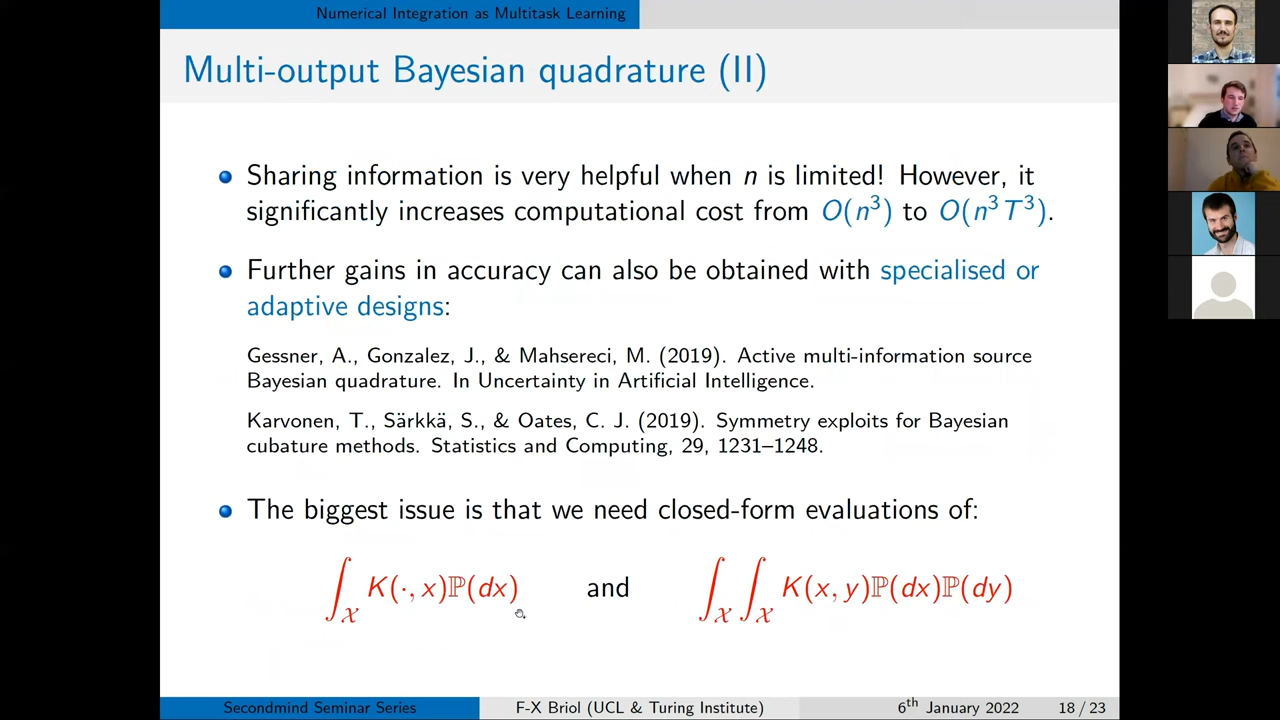 Numerical Integration as Multitask Learning
Multi-output Bayesian quadrature (II)
Sharing information is very helpful when n is limited! However, it
significantly increases computational cost from O(n³) to O(n³T³).
Further gains in accuracy can also be obtained with specialised or
adaptive designs:
Gessner, A., Gonzalez, J., & Mahsereci, M. (2019). Active multi-information source
Bayesian quadrature. In Uncertainty in Artificial Intelligence.
Karvonen, T., Särkkä, S., & Oates, C. J. (2019). Symmetry exploits for Bayesian
cubature methods. Statistics and Computing, 29, 1231–1248.
The biggest issue is that we need closed-form evaluations of:
∫_𝒳 K(·, x)ℙ(dx) and ∫_𝒳 ∫_𝒳 K(x, y)ℙ(dx)ℙ(dy)
Secondmind Seminar Series F-X Briol (UCL & Turing Institute) 6th January 2022 18 / 23